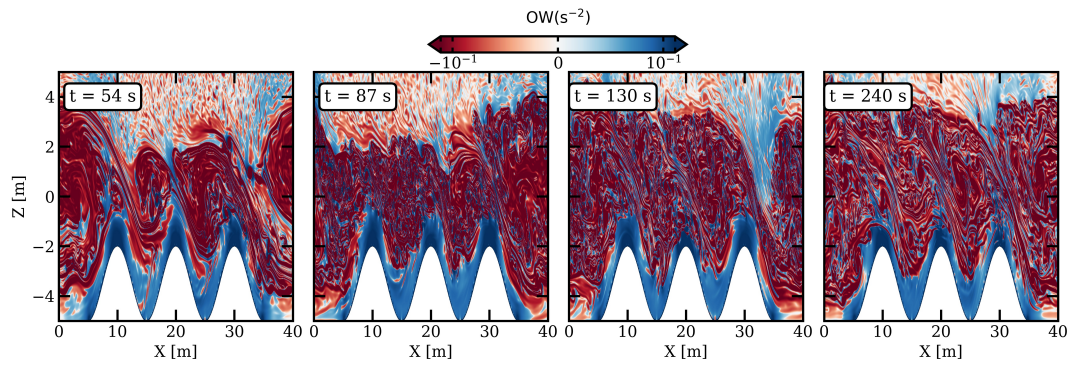 OW(s⁻²)
−10⁻¹ 0 10⁻¹
t = 54 s t = 87 s t = 130 s t = 240 s
4
2
0
−2
−4
Z [m]
0 10 20 30 40 0 10 20 30 40 0 10 20 30 40 0 10 20 30 40
X [m] X [m] X [m] X [m]